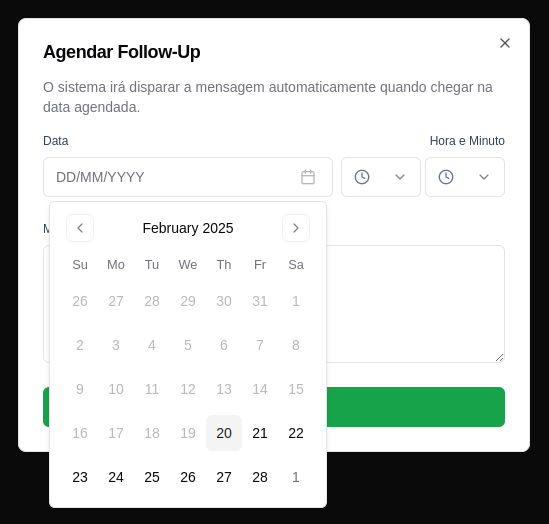 Agendar Follow-Up
O sistema irá disparar a mensagem automaticamente quando chegar na
data agendada.
Data
Hora e Minuto
DD/MM/YYYY
February 2025
Su Mo Tu We Th Fr Sa
26 27 28 29 30 31 1
2 3 4 5 6 7 8
9 10 11 12 13 14 15
16 17 18 19 20 21 22
23 24 25 26 27 28 1